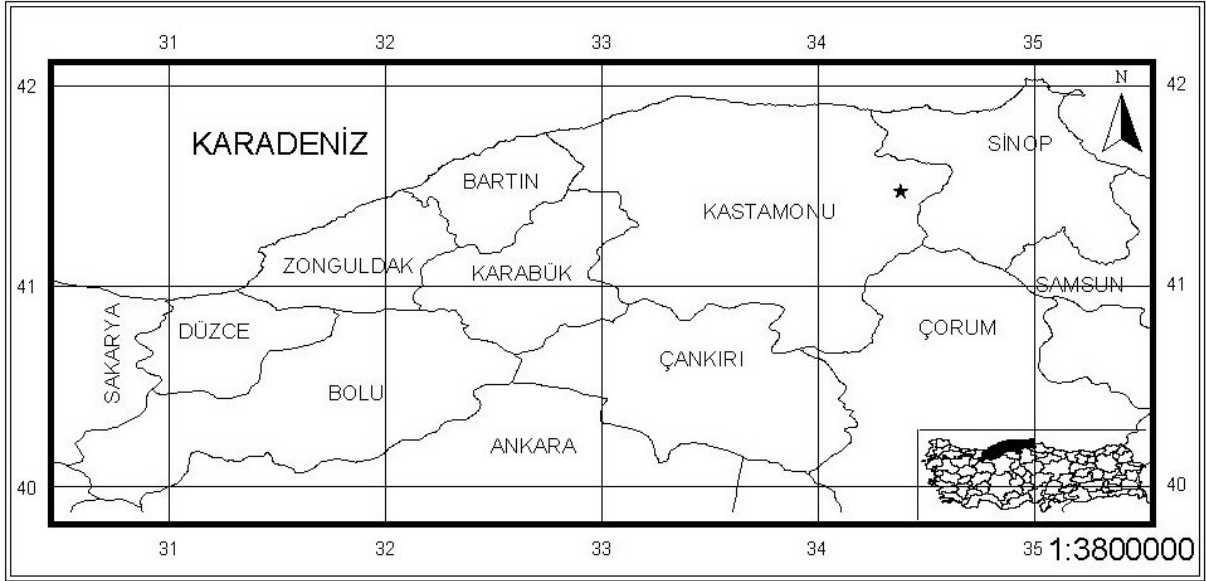 31 32 33 34 35
42 42
N
KARADENİZ
SİNOP
BARTIN
KASTAMONU
ZONGULDAK
KARABÜK
41 41
SAMSUN
SAKARYA
DÜZCE
ÇORUM
ÇANKIRI
BOLU
ANKARA
40 40
31 32 33 34 35 1:3800000